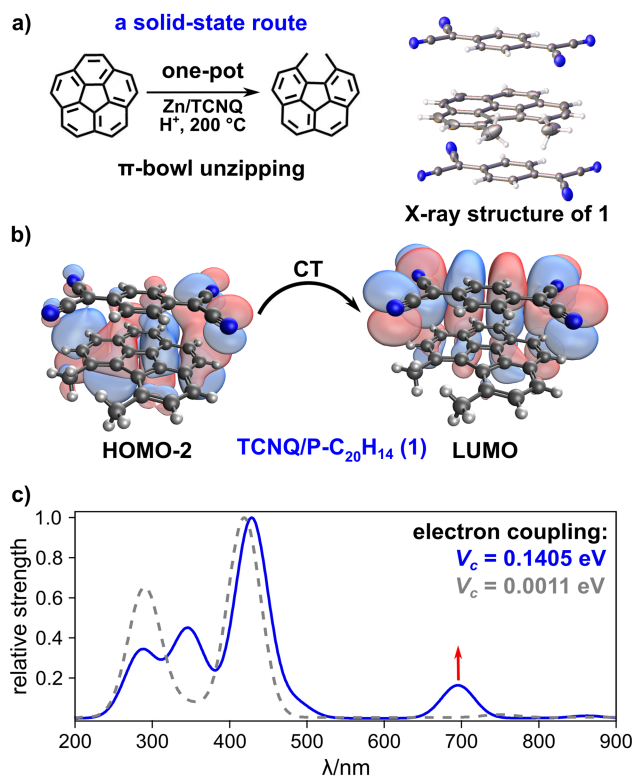 a)
a solid-state route
one-pot
Zn/TCNQ
H⁺, 200 °C
π-bowl unzipping
X-ray structure of 1
b)
CT
HOMO-2
TCNQ/P-C₂₀H₁₄ (1)
LUMO
c)
relative strength
1.0
0.8
0.6
0.4
0.2
electron coupling:
V_c = 0.1405 eV
V_c = 0.0011 eV
200 300 400 500 600 700 800 900
λ/nm